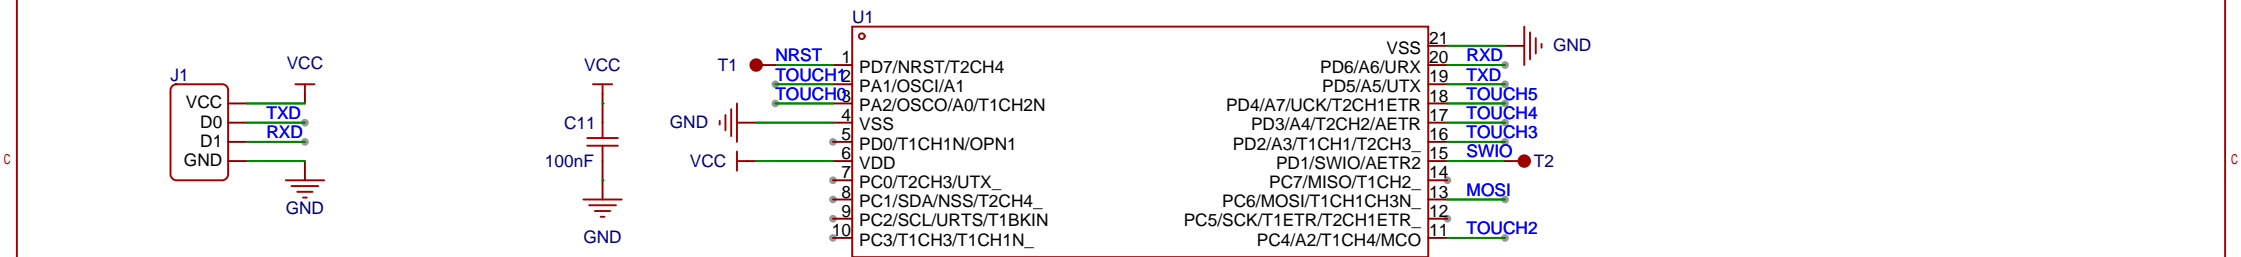 U1
J1
VCC
VCC
D0
D1
GND
TXD
RXD
GND
VCC
C11
100nF
GND
T1
NRST
TOUCH1
TOUCH0
GND
VCC
1 PD7/NRST/T2CH4
2 PA1/OSCI/A1
3 PA2/OSCO/A0/T1CH2N
4 VSS
5 PD0/T1CH1N/OPN1
6 VDD
7 PC0/T2CH3/UTX_
8 PC1/SDA/NSS/T2CH4_
9 PC2/SCL/URTS/T1BKIN
10 PC3/T1CH3/T1CH1N_
VSS 21 GND
PD6/A6/URX 20 RXD
PD5/A5/UTX 19 TXD
PD4/A7/UCK/T2CH1ETR 18 TOUCH5
PD3/A4/T2CH2/AETR 17 TOUCH4
PD2/A3/T1CH1/T2CH3_ 16 TOUCH3
PD1/SWIO/AETR2 15 SWIO T2
PC7/MISO/T1CH2_ 14
PC6/MOSI/T1CH1CH3N_ 13 MOSI
PC5/SCK/T1ETR/T2CH1ETR_ 12
PC4/A2/T1CH4/MCO 11 TOUCH2
C
C